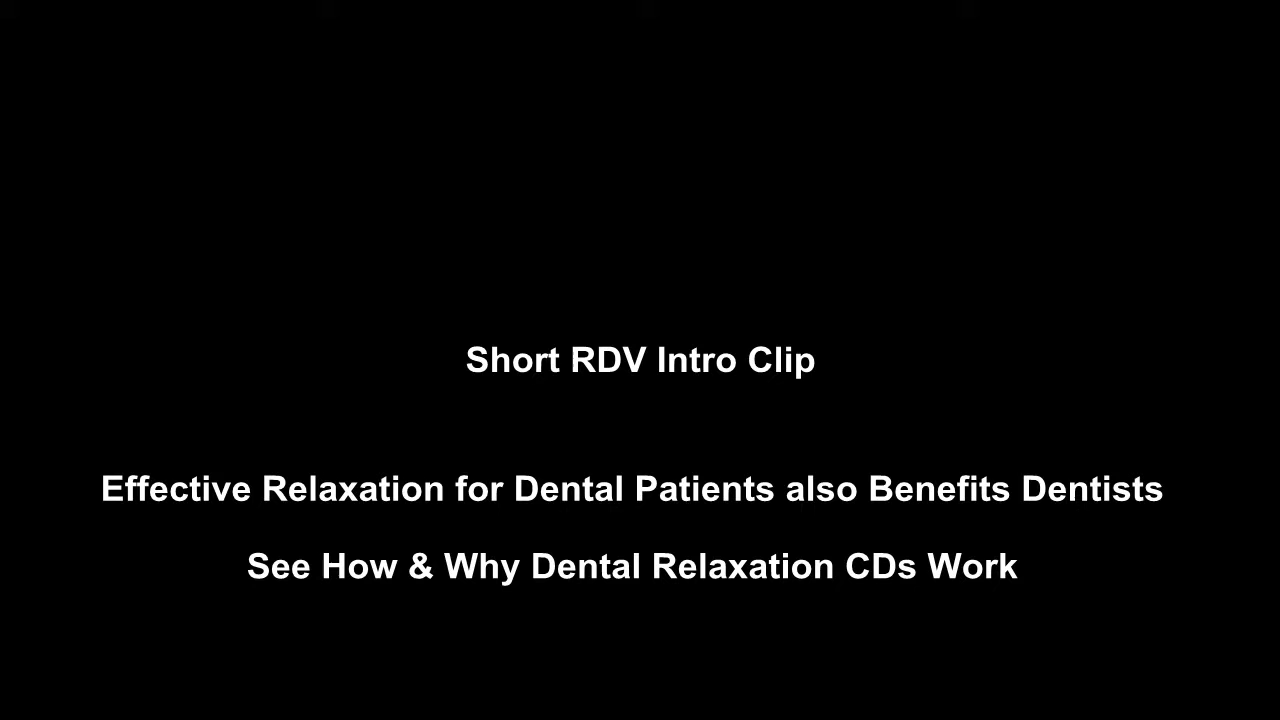 Short RDV Intro Clip
Effective Relaxation for Dental Patients also Benefits Dentists
See How & Why Dental Relaxation CDs Work